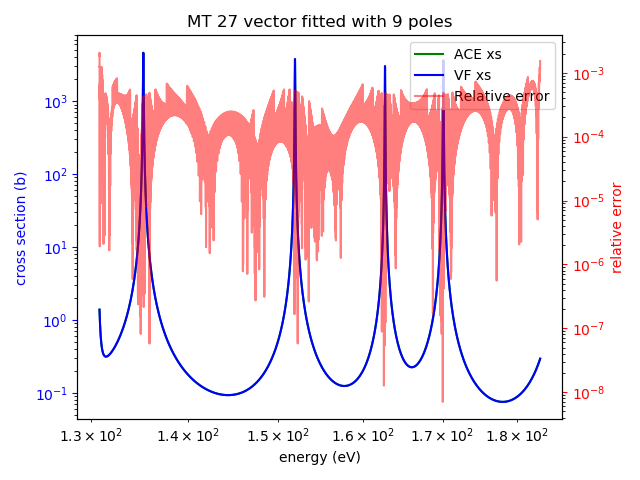 MT 27 vector fitted with 9 poles
ACE xs
VF xs
Relative error
cross section (b)
10³
10²
10¹
10⁰
10⁻¹
10⁻³
10⁻⁴
10⁻⁵
10⁻⁶
10⁻⁷
10⁻⁸
relative error
1.3 × 10² 1.4 × 10² 1.5 × 10² 1.6 × 10² 1.7 × 10² 1.8 × 10²
energy (eV)